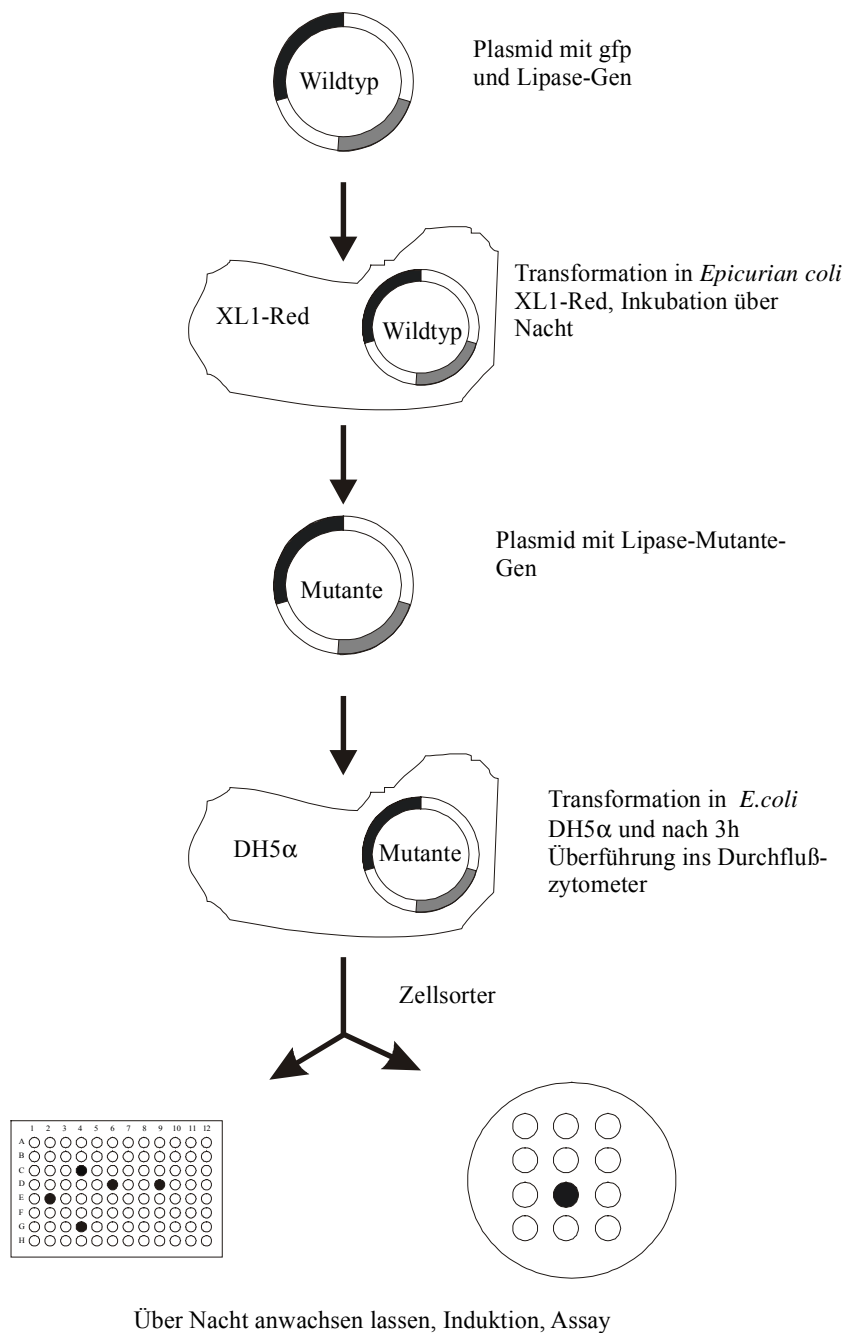 Wildtyp
Plasmid mit gfp
und Lipase-Gen
XL1-Red
Wildtyp
Transformation in Epicurian coli
XL1-Red, Inkubation über
Nacht
Mutante
Plasmid mit Lipase-Mutante-
Gen
DH5α
Mutante
Transformation in E.coli
DH5α und nach 3h
Überführung ins Durchfluß-
zytometer
Zellsorter
1 2 3 4 5 6 7 8 9 10 11 12
A
B
C
D
E
F
G
H
Über Nacht anwachsen lassen, Induktion, Assay